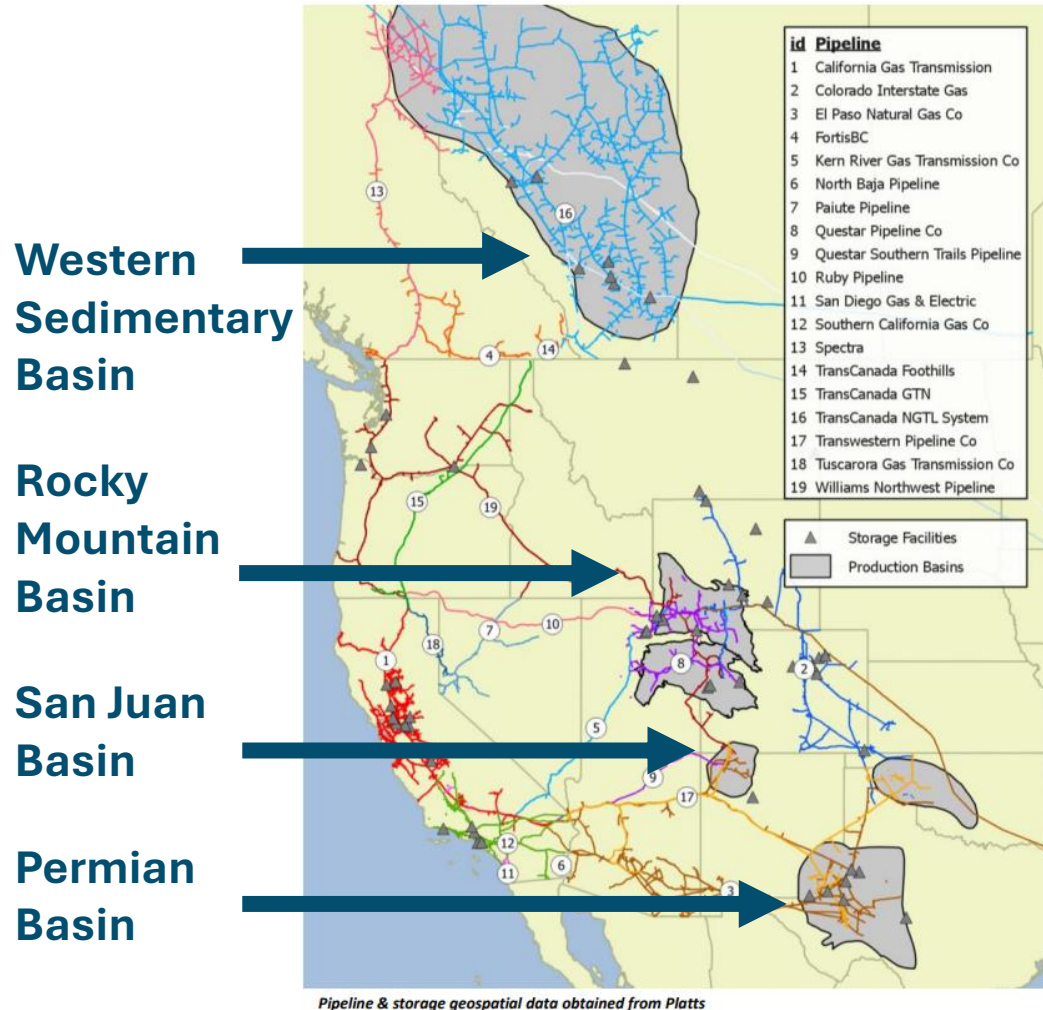 Western
Sedimentary
Basin
Rocky
Mountain
Basin
San Juan
Basin
Permian
Basin
id Pipeline
1 California Gas Transmission
2 Colorado Interstate Gas
3 El Paso Natural Gas Co
4 FortisBC
5 Kern River Gas Transmission Co
6 North Baja Pipeline
7 Paiute Pipeline
8 Questar Pipeline Co
9 Questar Southern Trails Pipeline
10 Ruby Pipeline
11 San Diego Gas & Electric
12 Southern California Gas Co
13 Spectra
14 TransCanada Foothills
15 TransCanada GTN
16 TransCanada NGTL System
17 Transwestern Pipeline Co
18 Tuscarora Gas Transmission Co
19 Williams Northwest Pipeline
Storage Facilities
Production Basins
13
16
4
14
15
19
10
7
18
1
8
2
5
9
17
12
11
6
3
Pipeline & storage geospatial data obtained from Platts